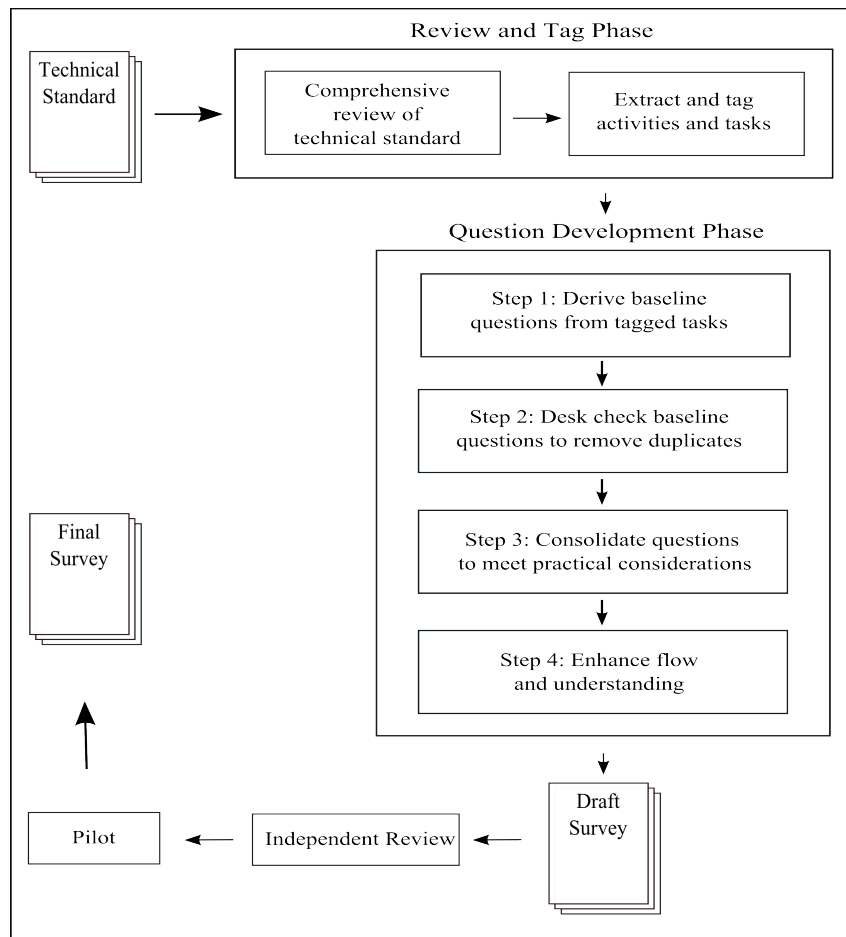 Review and Tag Phase
Technical
Standard
Comprehensive
review of
technical standard
Extract and tag
activities and tasks
Question Development Phase
Step 1: Derive baseline
questions from tagged tasks
Step 2: Desk check baseline
questions to remove duplicates
Step 3: Consolidate questions
to meet practical considerations
Step 4: Enhance flow
and understanding
Draft
Survey
Independent Review
Pilot
Final
Survey